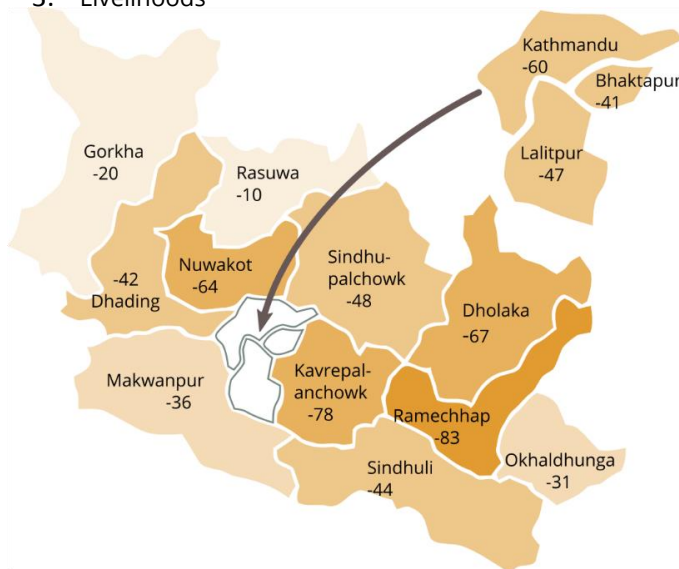 3. Livelihoods
Kathmandu
-60
Bhaktapur
-41
Lalitpur
-47
Gorkha
-20
Rasuwa
-10
Nuwakot
-64
-42
Dhading
Sindhu-
palchowk
-48
Dholaka
-67
Makwanpur
-36
Kavrepal-
anchowk
-78
Ramechhap
-83
Okhaldhunga
-31
Sindhuli
-44